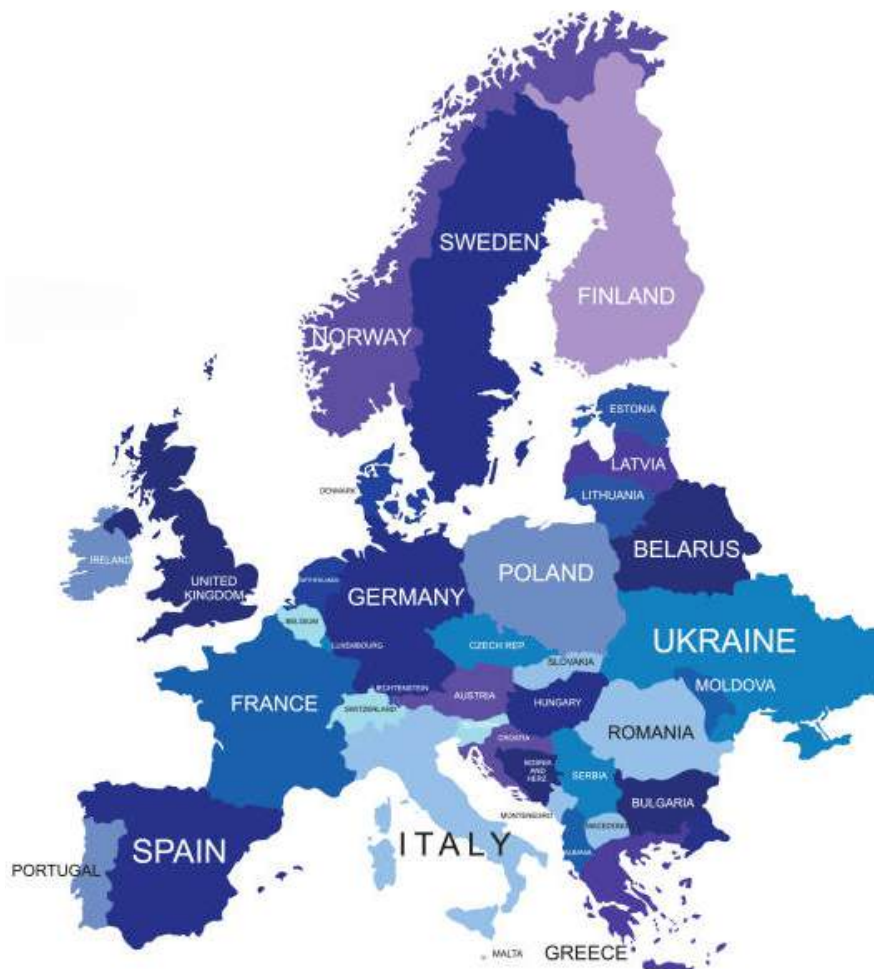 SWEDEN
FINLAND
NORWAY
ESTONIA
LATVIA
DENMARK
LITHUANIA
BELARUS
IRELAND
UNITED
KINGDOM
NETHERLANDS
POLAND
GERMANY
BELGIUM
UKRAINE
LUXEMBOURG
CZECH REP.
SLOVAKIA
MOLDOVA
LIECHTENSTEIN
AUSTRIA
FRANCE
SWITZERLAND
HUNGARY
ROMANIA
CROATIA
BOSNIA
AND
HERZ
SERBIA
BULGARIA
MONTENEGRO
MACEDONIA
ITALY
SPAIN
ALBANIA
PORTUGAL
MALTA
GREECE